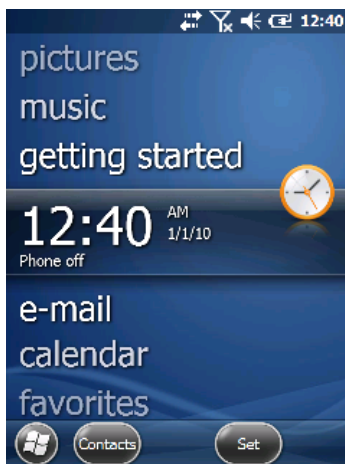 12:40
pictures
music
getting started
12:40 AM
1/1/10
Phone off
e-mail
calendar
favorites
Contacts Set